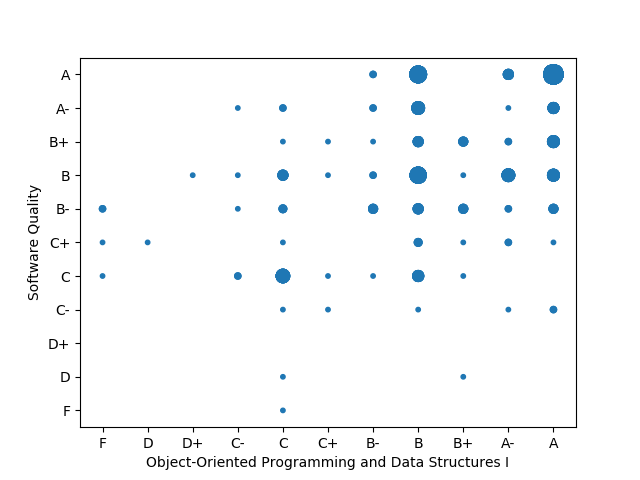 A
A-
B+
B
B-
C+
C
C-
D+
D
F
Software Quality
F D D+ C- C C+ B- B B+ A- A
Object-Oriented Programming and Data Structures I